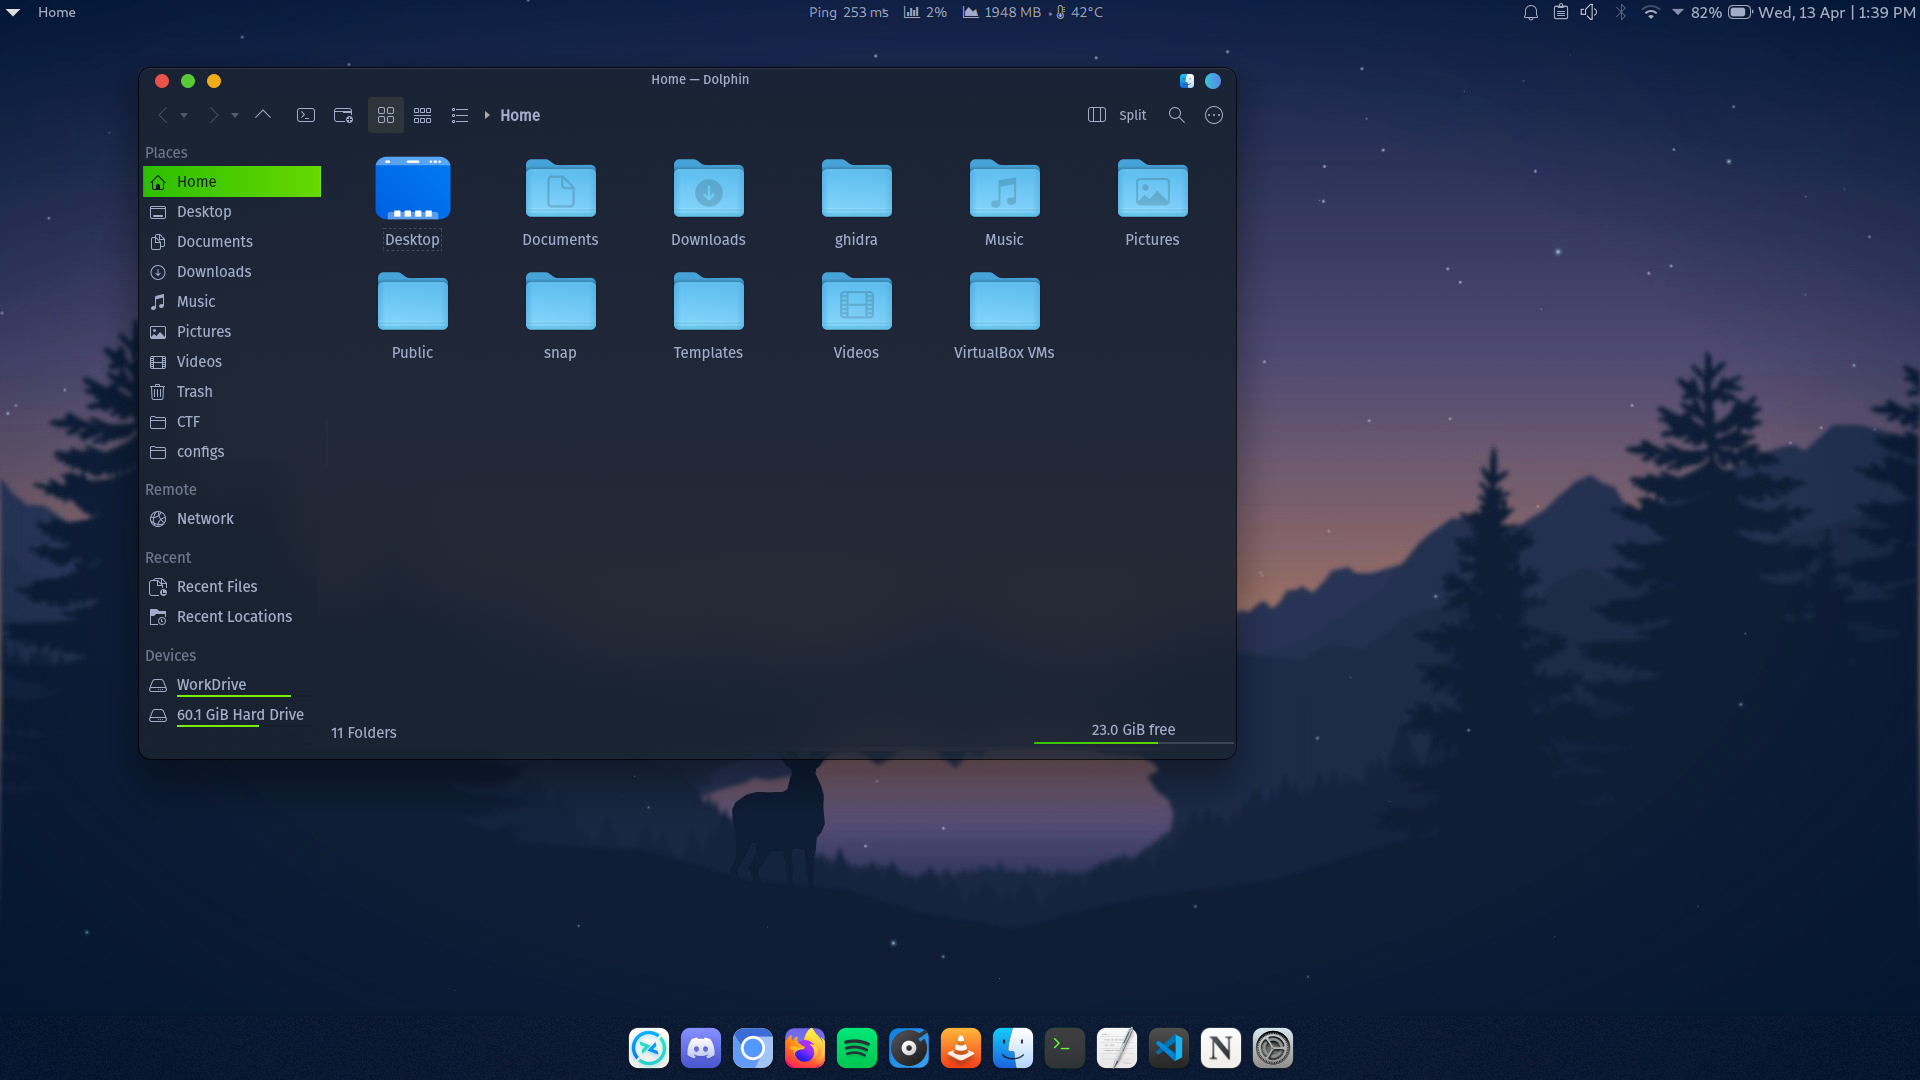 Home
Ping 253 ms 2% 1948 MB • 42°C
82% Wed, 13 Apr | 1:39 PM
Home — Dolphin
Home
Split
Places
Home
Desktop
Documents
Downloads
Music
Pictures
Videos
Trash
CTF
configs
Remote
Network
Recent
Recent Files
Recent Locations
Devices
WorkDrive
60.1 GiB Hard Drive
Desktop Documents Downloads ghidra Music Pictures
Public snap Templates Videos VirtualBox VMs
11 Folders
23.0 GiB free
>_
N